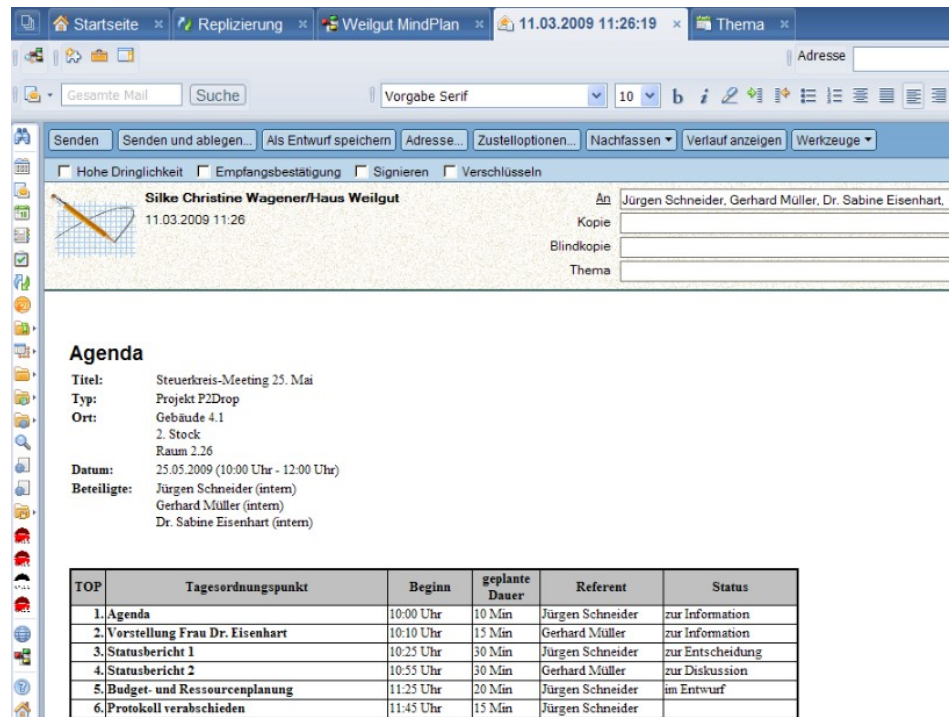 Startseite Replizierung Weilgut MindPlan 11.03.2009 11:26:19 Thema
Adresse
Gesamte Mail Suche Vorgabe Serif 10 b i
Senden Senden und ablegen... Als Entwurf speichern Adresse... Zustelloptionen... Nachfassen Verlauf anzeigen Werkzeuge
Hohe Dringlichkeit Empfangsbestätigung Signieren Verschlüsseln
Silke Christine Wagener/Haus Weilgut
11.03.2009 11:26
An Jürgen Schneider, Gerhard Müller, Dr. Sabine Eisenhart,
Kopie
Blindkopie
Thema
Agenda
Titel: Steuerkreis-Meeting 25. Mai
Typ: Projekt P2Drop
Ort: Gebäude 4.1
2. Stock
Raum 2.26
Datum: 25.05.2009 (10:00 Uhr - 12:00 Uhr)
Beteiligte: Jürgen Schneider (intern)
Gerhard Müller (intern)
Dr. Sabine Eisenhart (intern)
TOP Tagesordnungspunkt Beginn geplante Dauer Referent Status
1. Agenda 10:00 Uhr 10 Min Jürgen Schneider zur Information
2. Vorstellung Frau Dr. Eisenhart 10:10 Uhr 15 Min Gerhard Müller zur Information
3. Statusbericht 1 10:25 Uhr 30 Min Jürgen Schneider zur Entscheidung
4. Statusbericht 2 10:55 Uhr 30 Min Gerhard Müller zur Diskussion
5. Budget- und Ressourcenplanung 11:25 Uhr 20 Min Jürgen Schneider im Entwurf
6. Protokoll verabschieden 11:45 Uhr 15 Min Jürgen Schneider